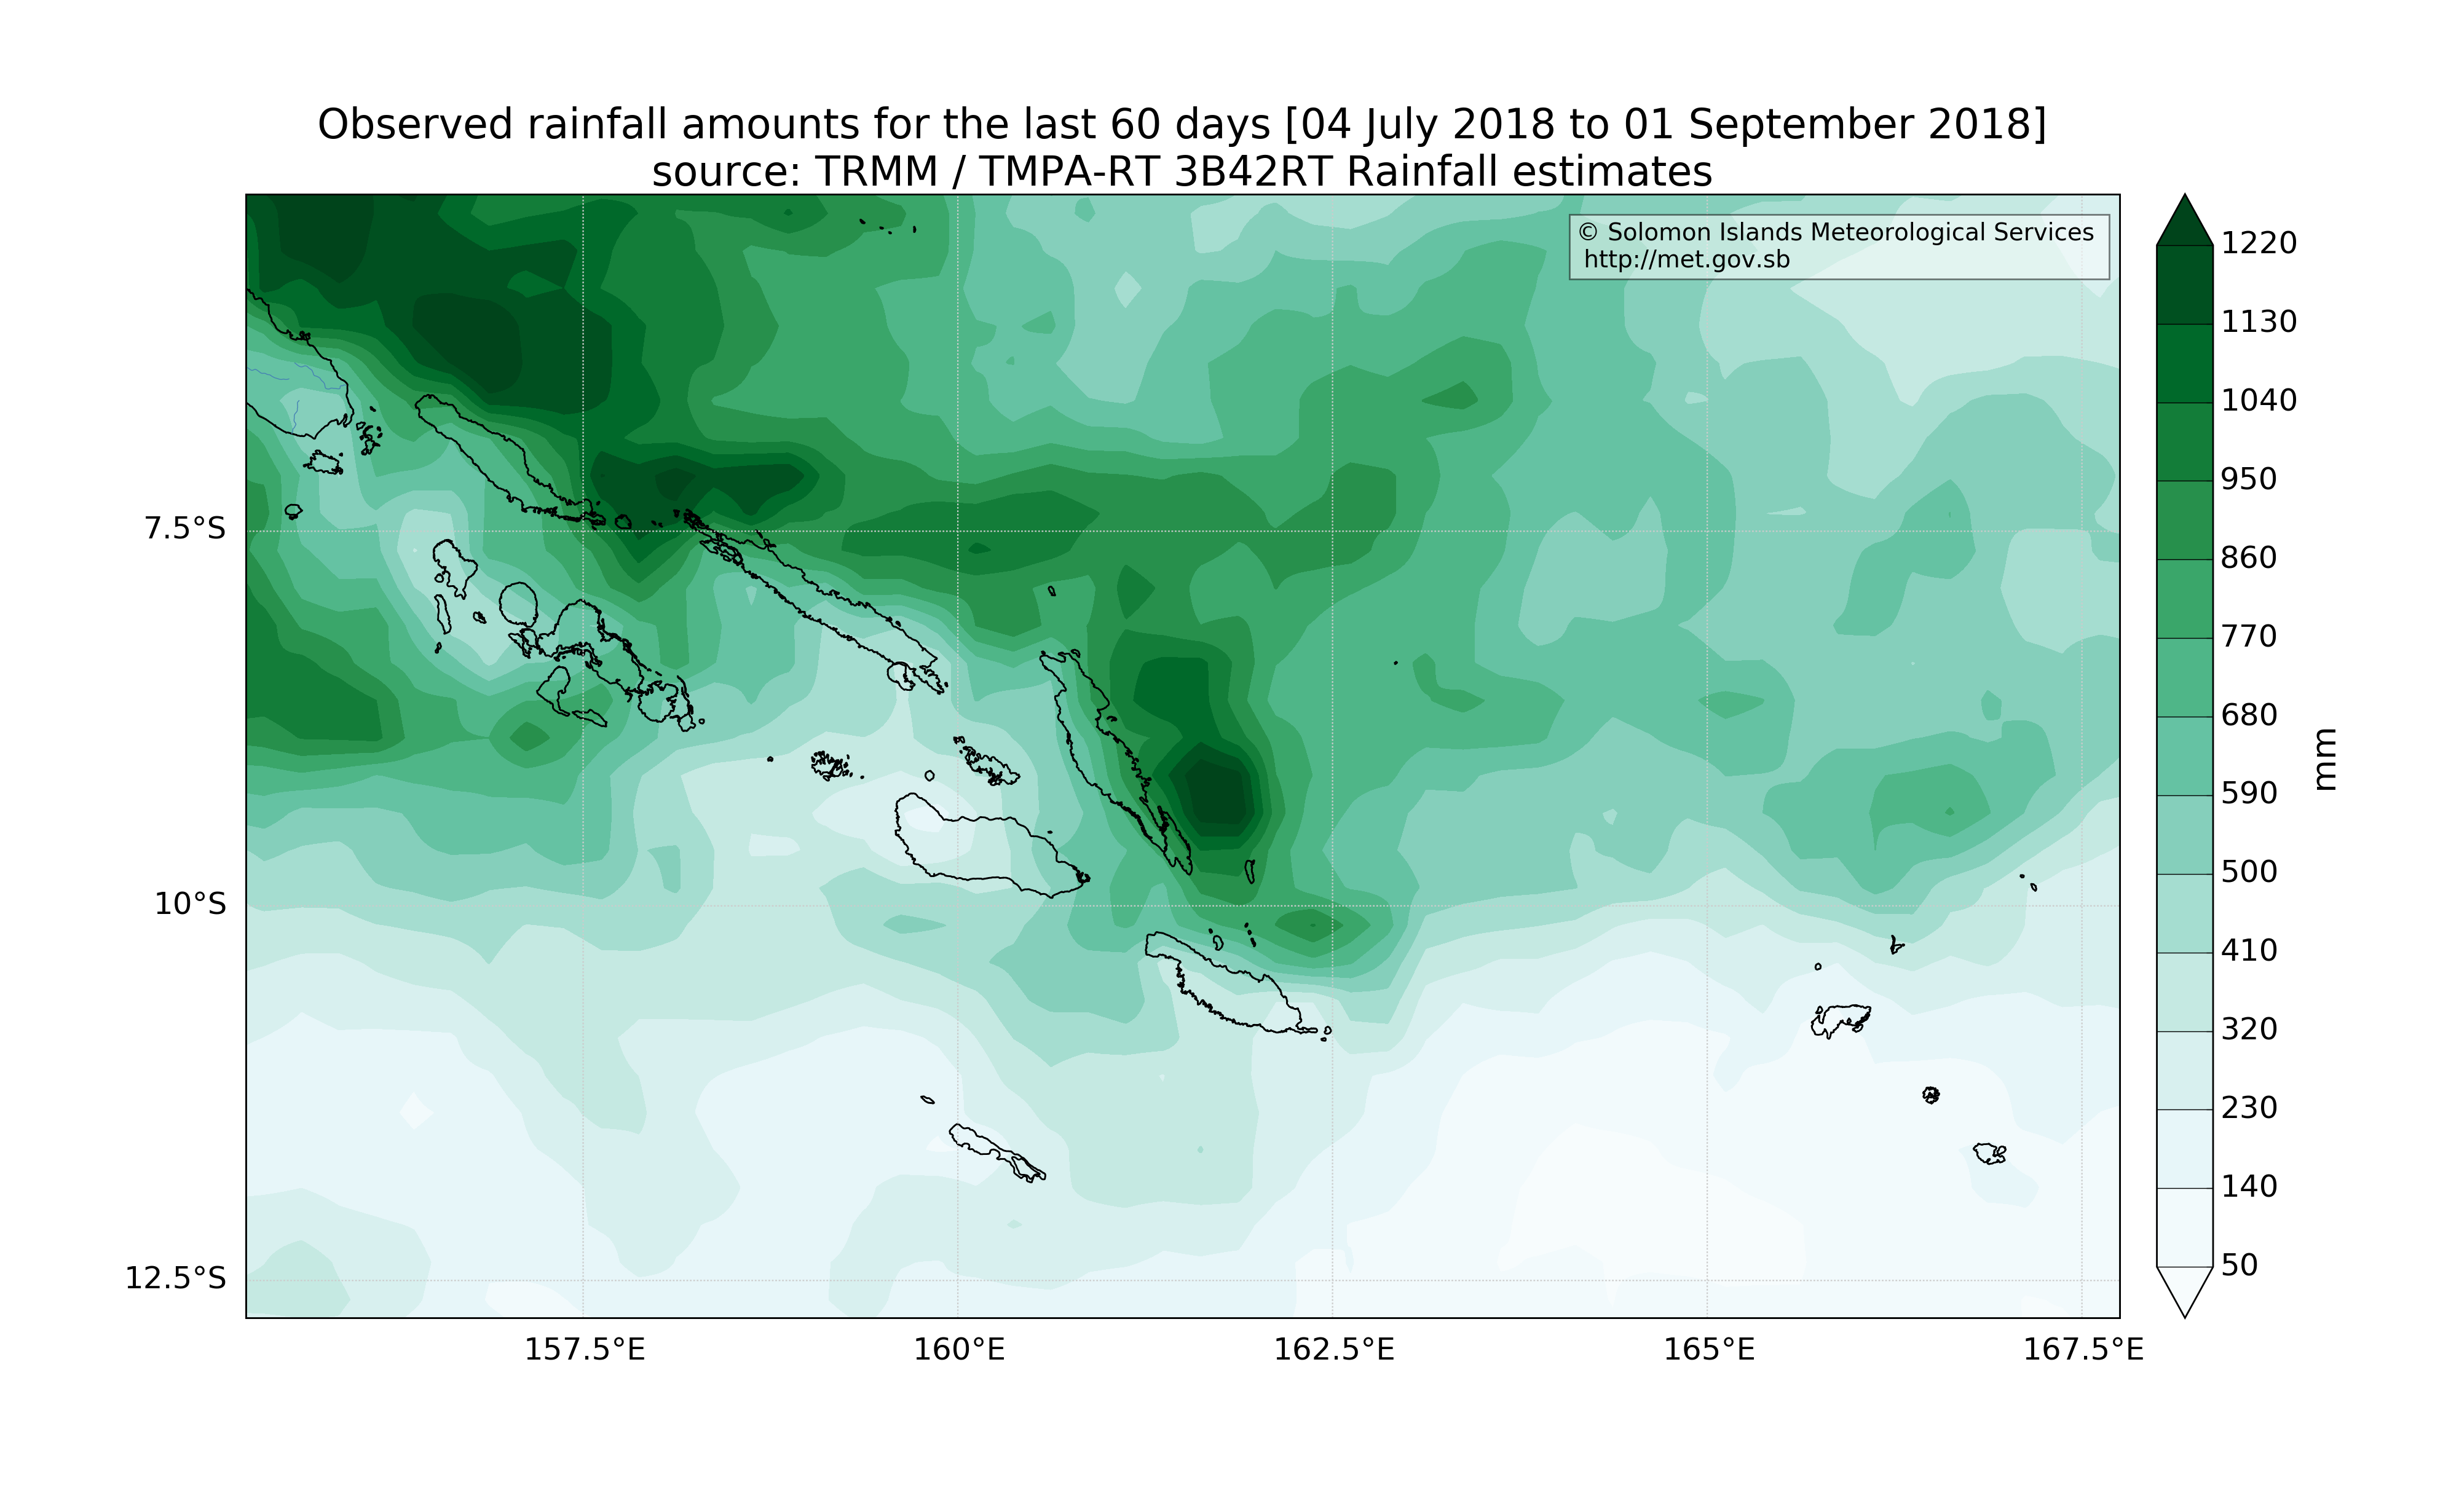 Observed rainfall amounts for the last 60 days [04 July 2018 to 01 September 2018]
source: TRMM / TMPA-RT 3B42RT Rainfall estimates
© Solomon Islands Meteorological Services
http://met.gov.sb
7.5°S
10°S
12.5°S
157.5°E
160°E
162.5°E
165°E
167.5°E
1220
1130
1040
950
860
770
680
590
500
410
320
230
140
50
mm